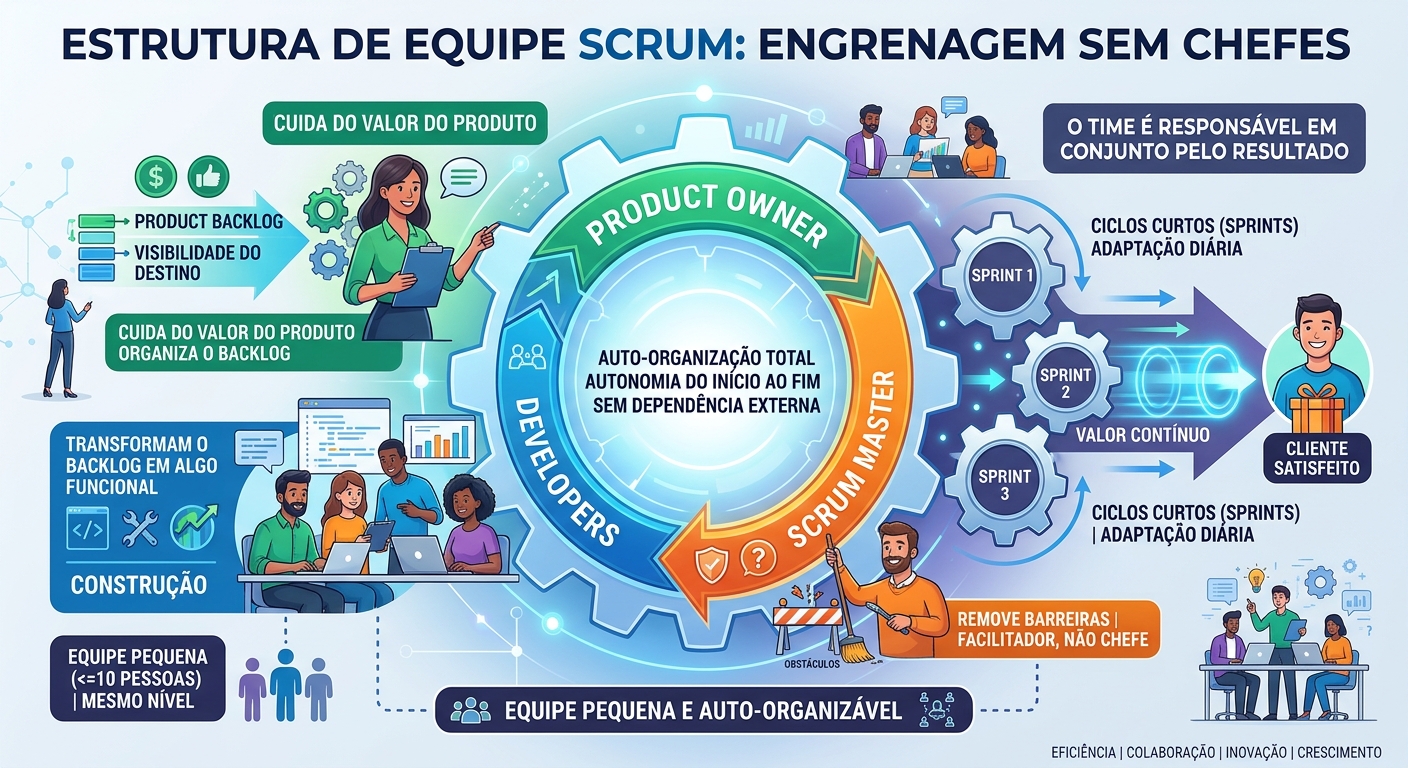 ESTRUTURA DE EQUIPE SCRUM: ENGRENAGEM SEM CHEFES
CUIDA DO VALOR DO PRODUTO
$
PRODUCT BACKLOG
VISIBILIDADE DO
DESTINO
CUIDA DO VALOR DO PRODUTO
ORGANIZA O BACKLOG
PRODUCT OWNER
O TIME É RESPONSÁVEL EM
CONJUNTO PELO RESULTADO
CICLOS CURTOS (SPRINTS)
ADAPTAÇÃO DIÁRIA
SPRINT 1
SPRINT
2
SPRINT
3
VALOR CONTÍNUO
CLIENTE
SATISFEITO
CICLOS CURTOS (SPRINTS)
| ADAPTAÇÃO DIÁRIA
AUTO-ORGANIZAÇÃO TOTAL
AUTONOMIA DO INÍCIO AO FIM
SEM DEPENDÊNCIA EXTERNA
DEVELOPERS
SCRUM MASTER
?
TRANSFORMAM O
BACKLOG EM ALGO
FUNCIONAL
</>
CONSTRUÇÃO
OBSTÁCULOS
REMOVE BARREIRAS |
FACILITADOR, NÃO CHEFE
EQUIPE PEQUENA
(<=10 PESSOAS)
| MESMO NÍVEL
EQUIPE PEQUENA E AUTO-ORGANIZÁVEL
?
EFICIÊNCIA | COLABORAÇÃO | INOVAÇÃO | CRESCIMENTO